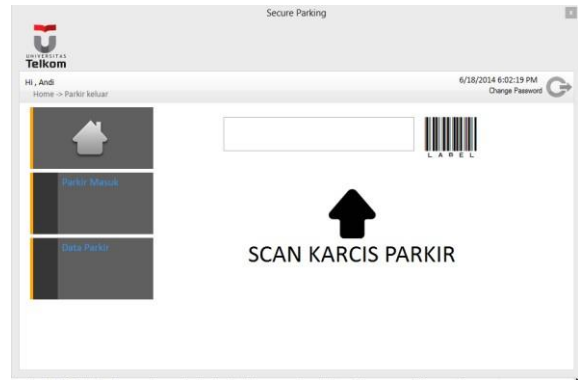 Secure Parking
x
UNIVERSITAS
Telkom
Hi , Andi
Home -> Parkir keluar
6/18/2014 6:02:19 PM
Change Password
Parkir Masuk
Data Parkir
LABEL
SCAN KARCIS PARKIR